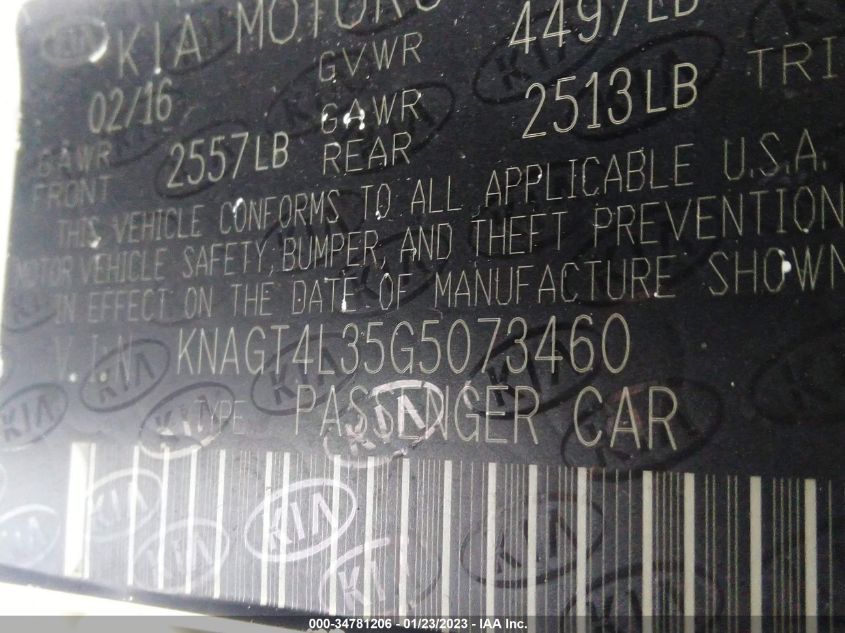 KIA MOTORS
02/16 GVWR 4497LB
GAWR FRONT 2557LB GAWR REAR 2513LB TRI
THIS VEHICLE CONFORMS TO ALL APPLICABLE U.S.A.
MOTOR VEHICLE SAFETY, BUMPER, AND THEFT PREVENTION
IN EFFECT ON THE DATE OF MANUFACTURE SHOWN
V.I.N KNAGT4L35G5073460
TYPE PASSENGER CAR
000-34781206 - 01/23/2023 - IAA Inc.